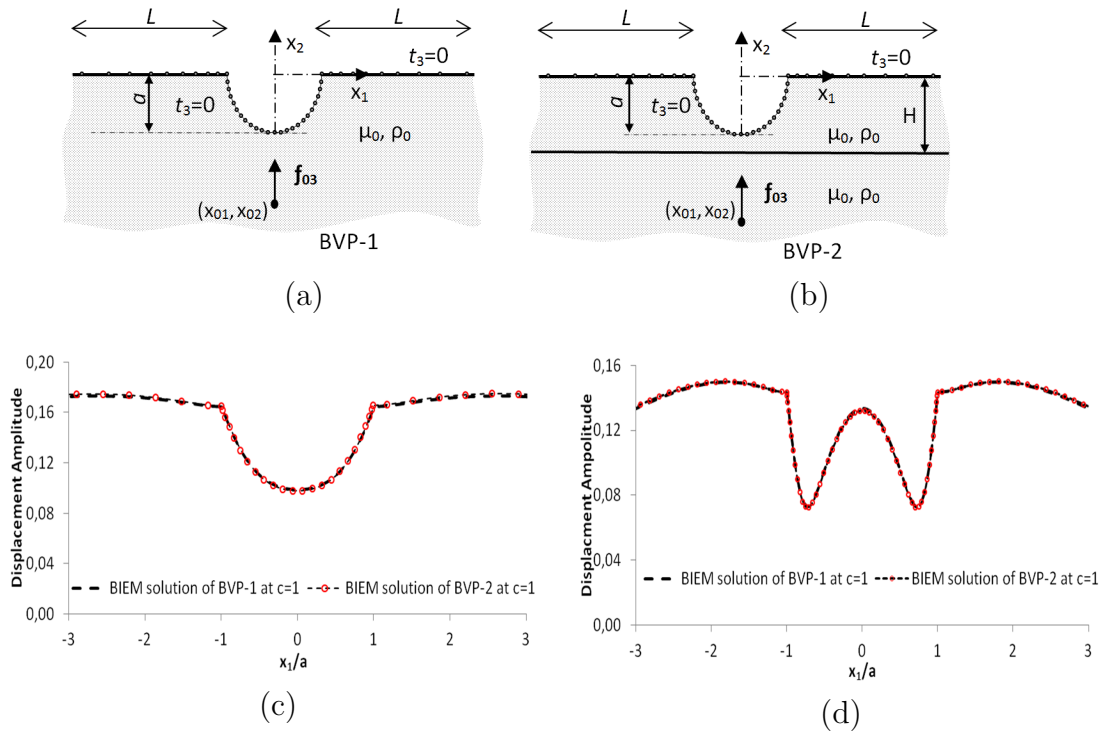 L L
x₂
t₃=0
a
t₃=0
x₁
μ₀, ρ₀
f₀₃
(x₀₁, x₀₂)
BVP-1
(a)
L L
x₂
t₃=0
a
t₃=0
x₁
H
μ₀, ρ₀
f₀₃
μ₀, ρ₀
(x₀₁, x₀₂)
BVP-2
(b)
Displacement Amplitude
0,20
0,16
0,12
0,08
0,04
0,00
BIEM solution of BVP-1 at c=1 BIEM solution of BVP-2 at c=1
-3 -2 -1 0 1 2 3
x₁/a
(c)
Displacment Ampolitude
0,16
0,12
0,08
0,04
0,00
BIEM solution of BVP-1 at c=1 BIEM solution of BVP-2 at c=1
-3 -2 -1 0 1 2 3
x₁/a
(d)